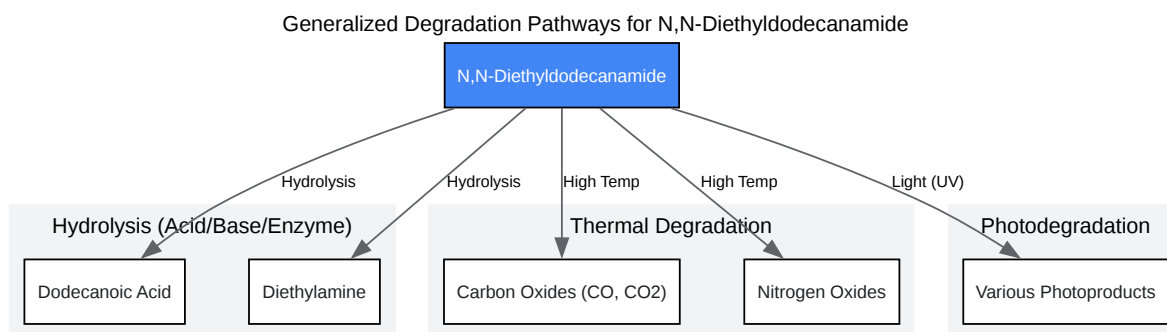 Generalized Degradation Pathways for N,N-Diethyldodecanamide
N,N-Diethyldodecanamide
Hydrolysis
Hydrolysis
High Temp
High Temp
Light (UV)
Hydrolysis (Acid/Base/Enzyme)
Thermal Degradation
Photodegradation
Dodecanoic Acid
Diethylamine
Carbon Oxides (CO, CO2)
Nitrogen Oxides
Various Photoproducts